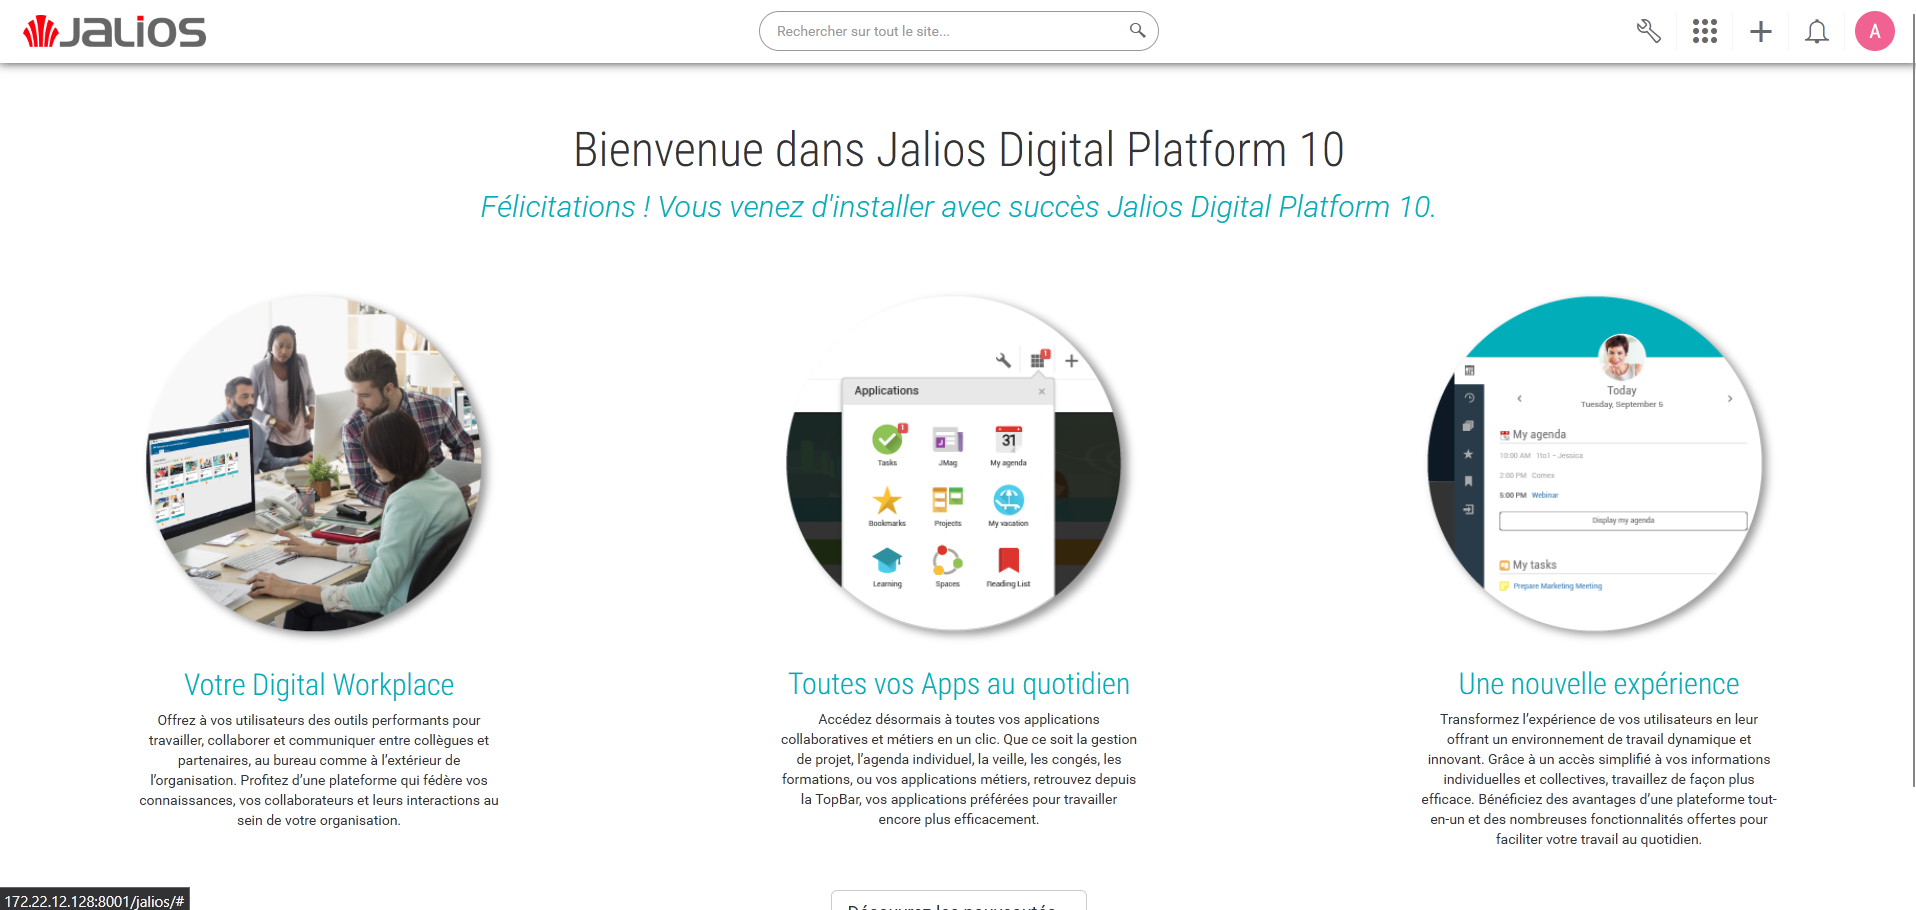 JALIOS
Rechercher sur tout le site...
A
Bienvenue dans Jalios Digital Platform 10
Félicitations ! Vous venez d'installer avec succès Jalios Digital Platform 10.
1
Applications
×
1
31
Tasks
JMag
My agenda
Bookmarks
Projects
My vacation
Learning
Spaces
Reading List
Today
Tuesday, September 5
My agenda
10:00 AM 1to1 - Jessica
2:00 PM Comex
5:00 PM Webinar
Display my agenda
My tasks
Prepare Marketing Meeting
Votre Digital Workplace
Offrez à vos utilisateurs des outils performants pour
travailler, collaborer et communiquer entre collègues et
partenaires, au bureau comme à l’extérieur de
l’organisation. Profitez d’une plateforme qui fédère vos
connaissances, vos collaborateurs et leurs interactions au
sein de votre organisation.
Toutes vos Apps au quotidien
Accédez désormais à toutes vos applications
collaboratives et métiers en un clic. Que ce soit la gestion
de projet, l’agenda individuel, la veille, les congés, les
formations, ou vos applications métiers, retrouvez depuis
la TopBar, vos applications préférées pour travailler
encore plus efficacement.
Une nouvelle expérience
Transformez l’expérience de vos utilisateurs en leur
offrant un environnement de travail dynamique et
innovant. Grâce à un accès simplifié à vos informations
individuelles et collectives, travaillez de façon plus
efficace. Bénéficiez des avantages d’une plateforme tout-
en-un et des nombreuses fonctionnalités offertes pour
faciliter votre travail au quotidien.
Découvrez les nouveautés
172.22.12.128:8001/jalios/#